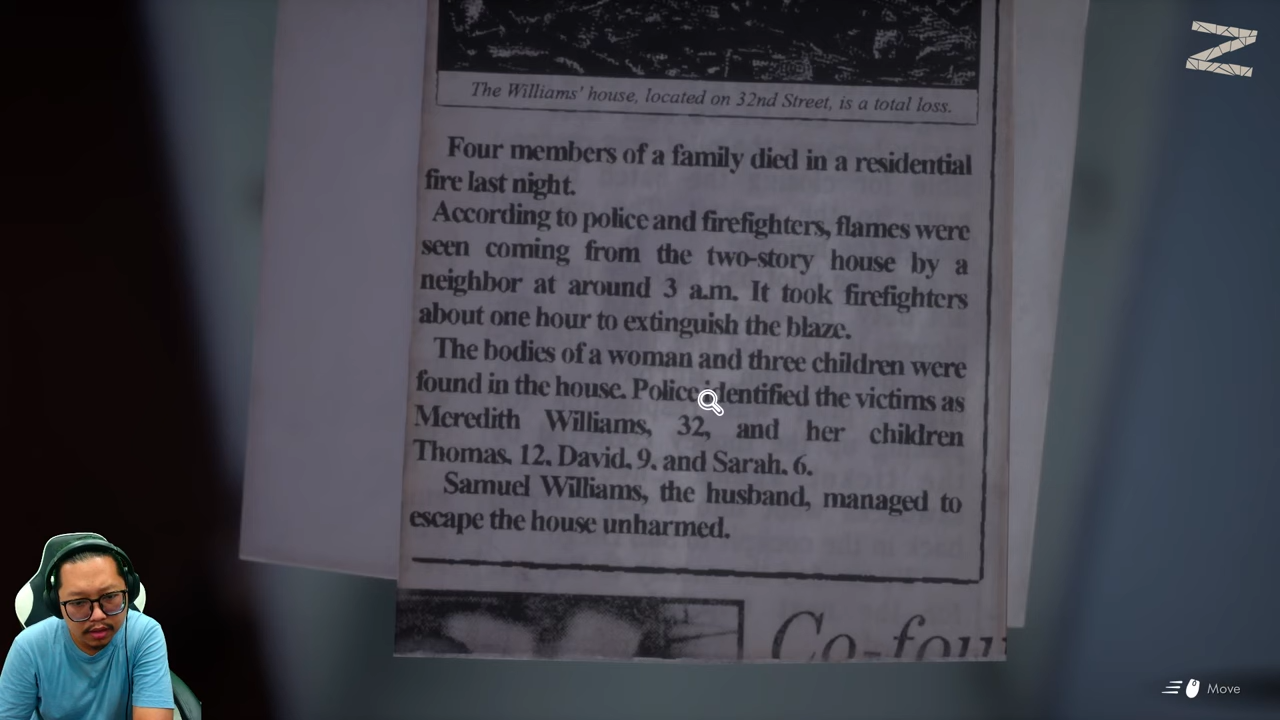 The Williams' house, located on 32nd Street, is a total loss.
Four members of a family died in a residential
fire last night.
According to police and firefighters, flames were
seen coming from the two-story house by a
neighbor at around 3 a.m. It took firefighters
about one hour to extinguish the blaze.
The bodies of a woman and three children were
found in the house. Police identified the victims as
Meredith Williams, 32, and her children
Thomas, 12, David, 9, and Sarah, 6.
Samuel Williams, the husband, managed to
escape the house unharmed.
Z
Move